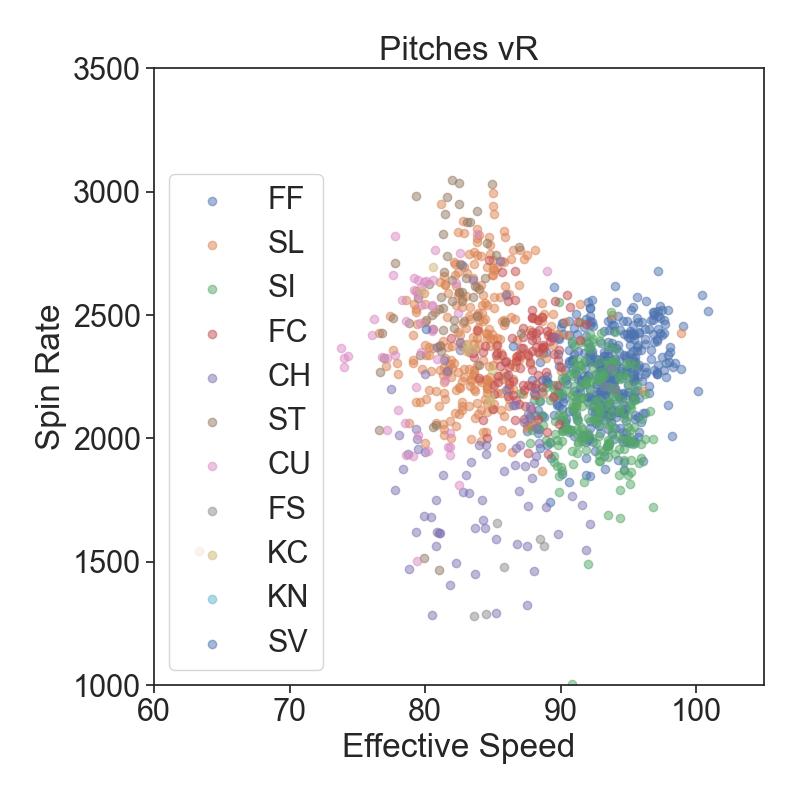 Pitches vR
3500
3000
2500
2000
1500
1000
Spin Rate
FF
SL
SI
FC
CH
ST
CU
FS
KC
KN
SV
60 70 80 90 100
Effective Speed